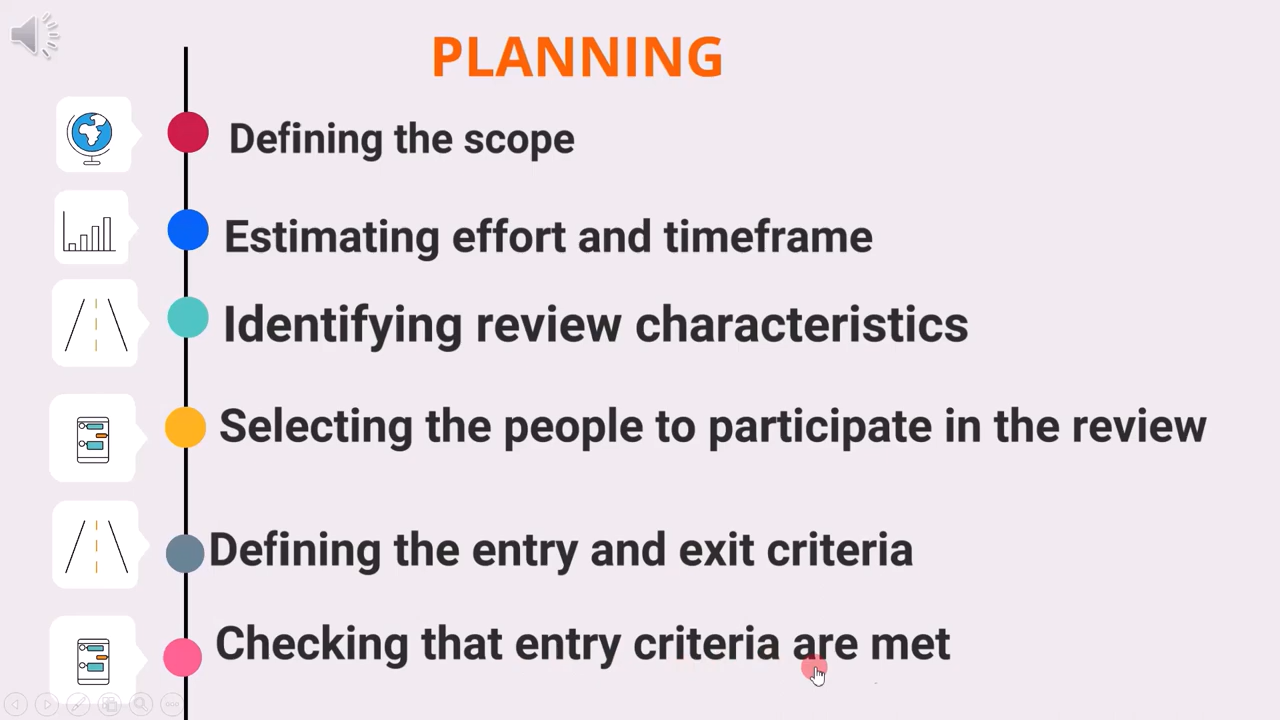 PLANNING
Defining the scope
Estimating effort and timeframe
Identifying review characteristics
Selecting the people to participate in the review
Defining the entry and exit criteria
Checking that entry criteria are met